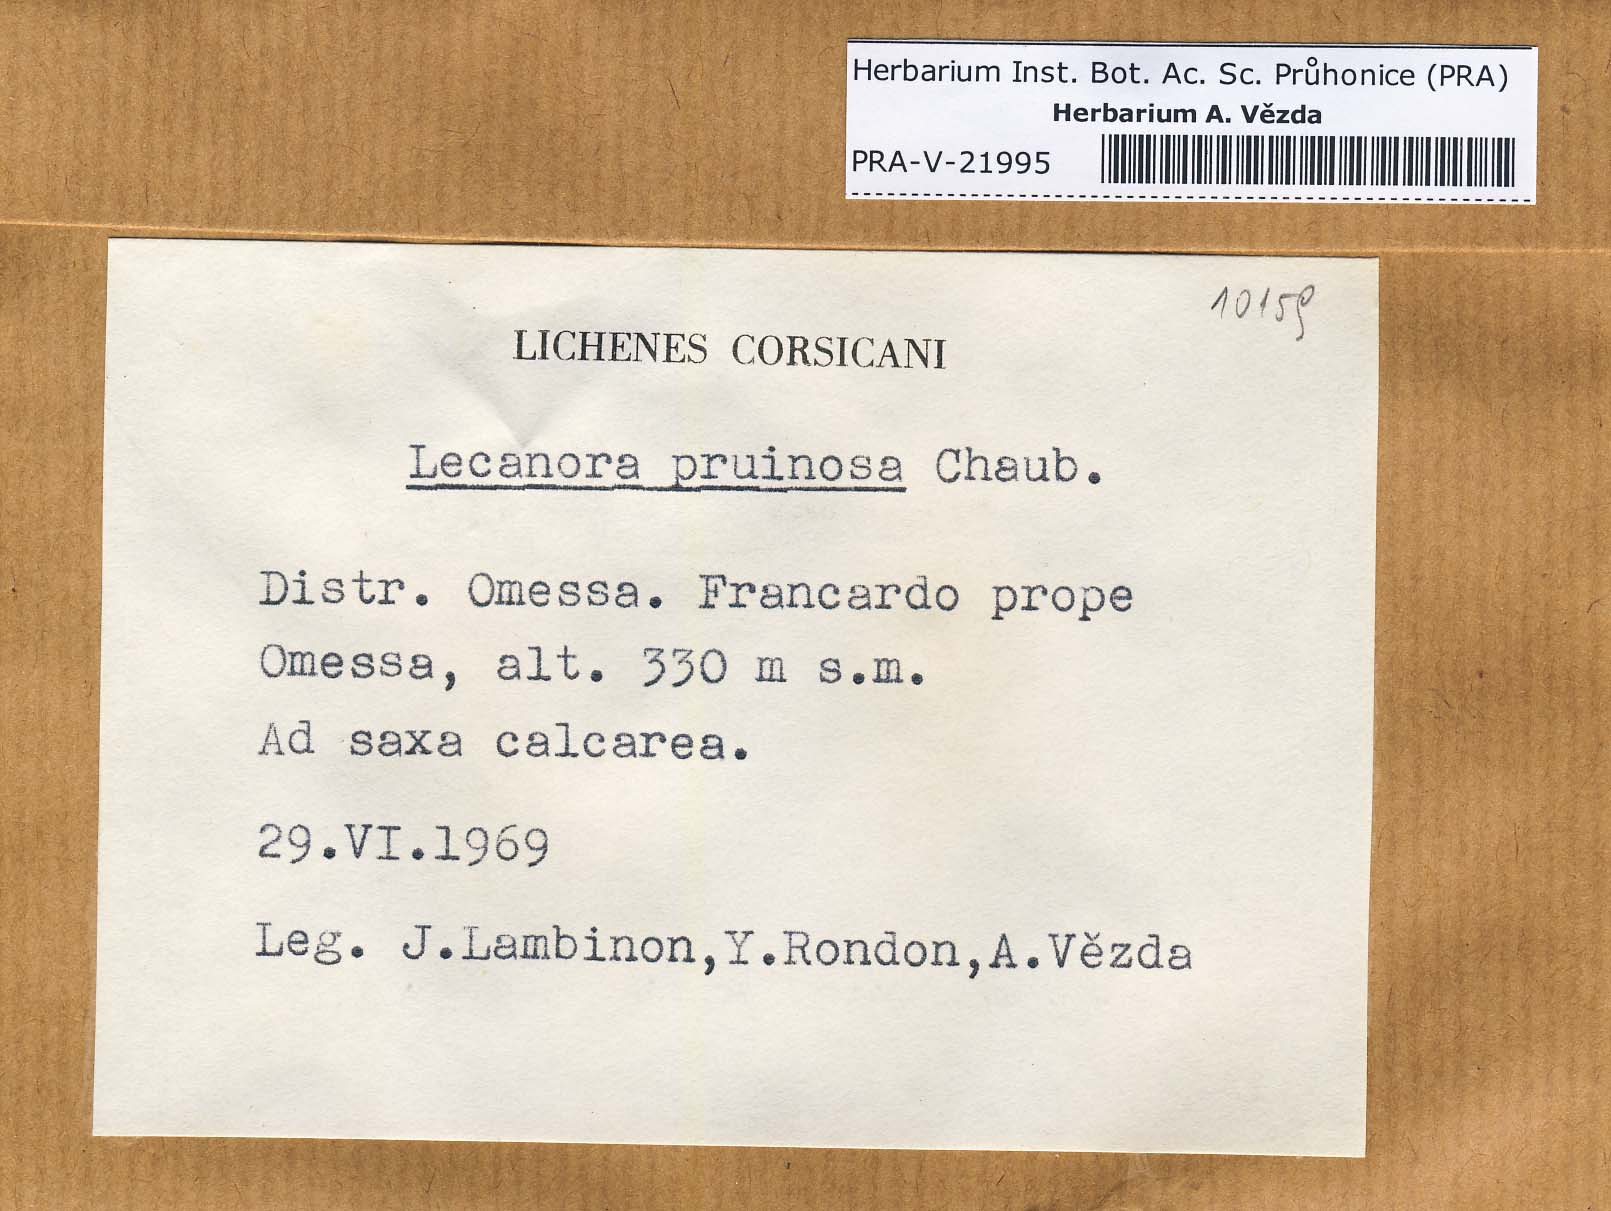 Herbarium Inst. Bot. Ac. Sc. Průhonice (PRA)
Herbarium A. Vězda
PRA-V-21995
10159
LICHENES CORSICANI
Lecanora pruinosa Chaub.
Distr. Omessa. Francardo prope
Omessa, alt. 330 m s.m.
Ad saxa calcarea.
29.VI.1969
Leg. J.Lambinon,Y.Rondon,A.Vězda